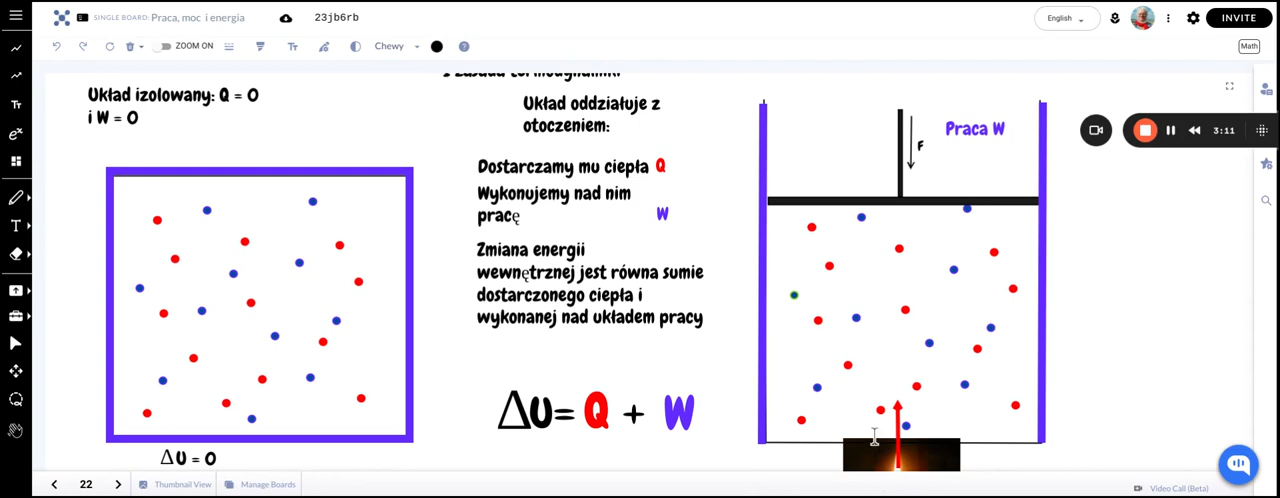 SINGLE BOARD: Praca, moc i energia
23jb6rb
English
INVITE
ZOOM ON
Chewy
Math
3:11
Układ izolowany: Q = 0
i W = 0
ΔU = 0
Układ oddziałuje z
otoczeniem:
Dostarczamy mu ciepła Q
Wykonujemy nad nim
pracę W
Zmiana energii
wewnętrznej jest równa sumie
dostarczonego ciepła i
wykonanej nad układem pracy
ΔU= Q + W
Praca W
F
22
Thumbnail View
Manage Boards
Video Call (Beta)